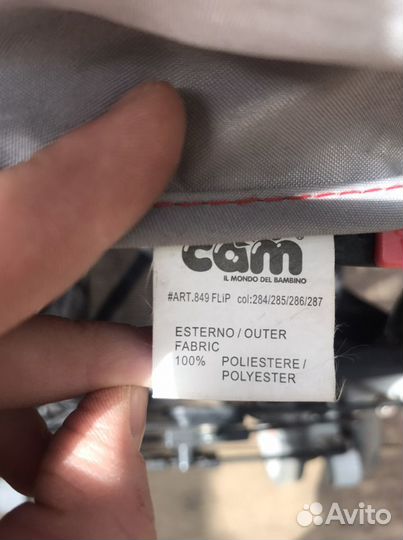 cam
IL MONDO DEL BAMBINO
#ART.849 FLiP col:284/285/286/287
ESTERNO/OUTER
FABRIC
100% POLIESTERE/
POLYESTER
Avito